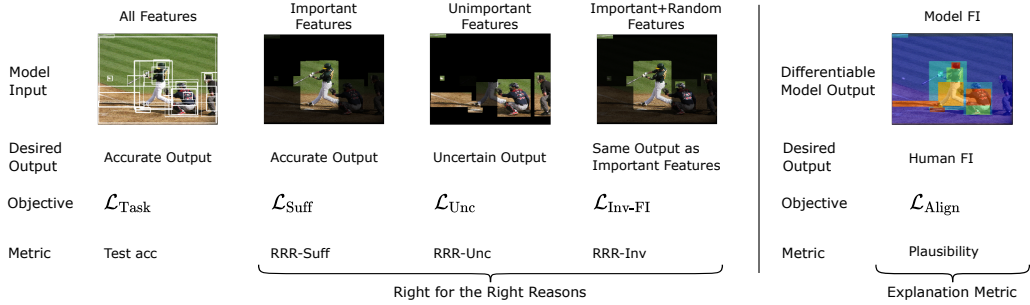 All Features
Important
Features
Unimportant
Features
Important+Random
Features
Model FI
Model
Input
Differentiable
Model Output
Desired
Output
Accurate Output
Accurate Output
Uncertain Output
Same Output as
Important Features
Desired
Output
Human FI
Objective
ℒTask
ℒSuff
ℒUnc
ℒInv-FI
Objective
ℒAlign
Metric
Test acc
RRR-Suff
RRR-Unc
RRR-Inv
Metric
Plausibility
Right for the Right Reasons
Explanation Metric